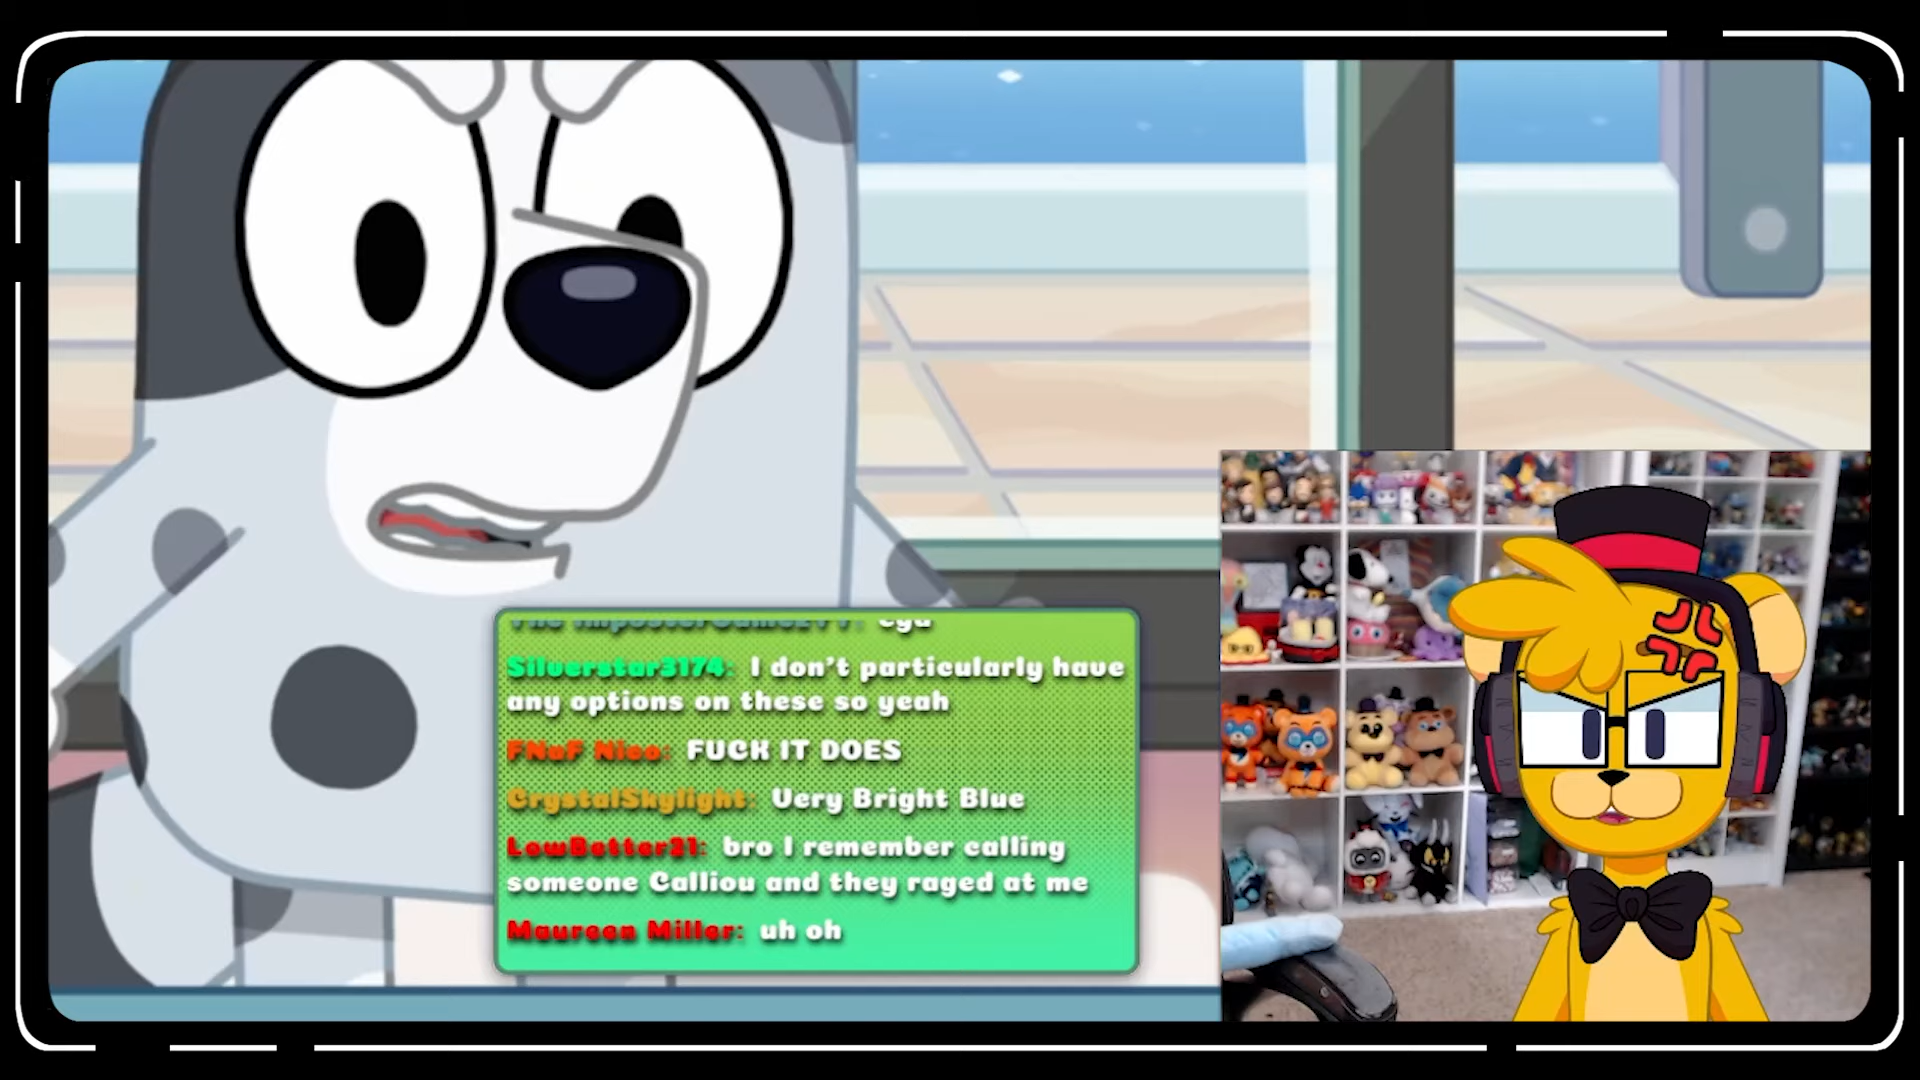 cya
Silverstar3174: I don't particularly have
any options on these so yeah
FNaF Nico: FUCK IT DOES
CrystalSkylight: Very Bright Blue
LowBatter31: bro I remember calling
someone Calliou and they raged at me
Maureen Miller: uh oh